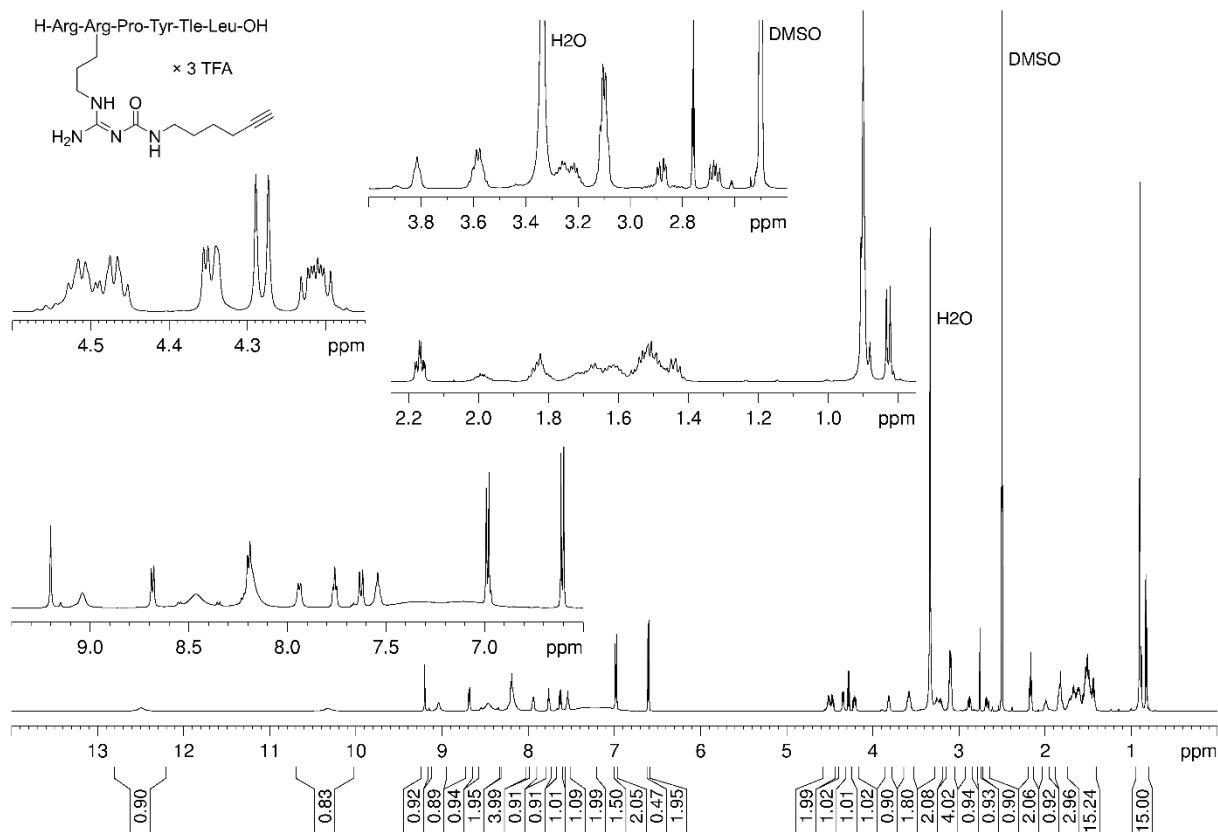 H-Arg-Arg-Pro-Tyr-Tle-Leu-OH
× 3 TFA
NH
O
H2N
N
N
H
H2O
DMSO
3.8 3.6 3.4 3.2 3.0 2.8 ppm
4.5 4.4 4.3 ppm
DMSO
H2O
2.2 2.0 1.8 1.6 1.4 1.2 1.0 ppm
9.0 8.5 8.0 7.5 7.0 ppm
13 12 11 10 9 8 7 6 5 4 3 2 1 ppm
0.90 0.83 0.92 0.89 0.94 1.95 3.99 0.91 0.91 1.01 1.09 1.99 1.50 2.05 0.47 1.95 1.99 1.02 1.01 1.02 0.90 1.80 2.08 4.02 0.94 0.93 0.90 2.06 0.92 2.96 15.24 15.00